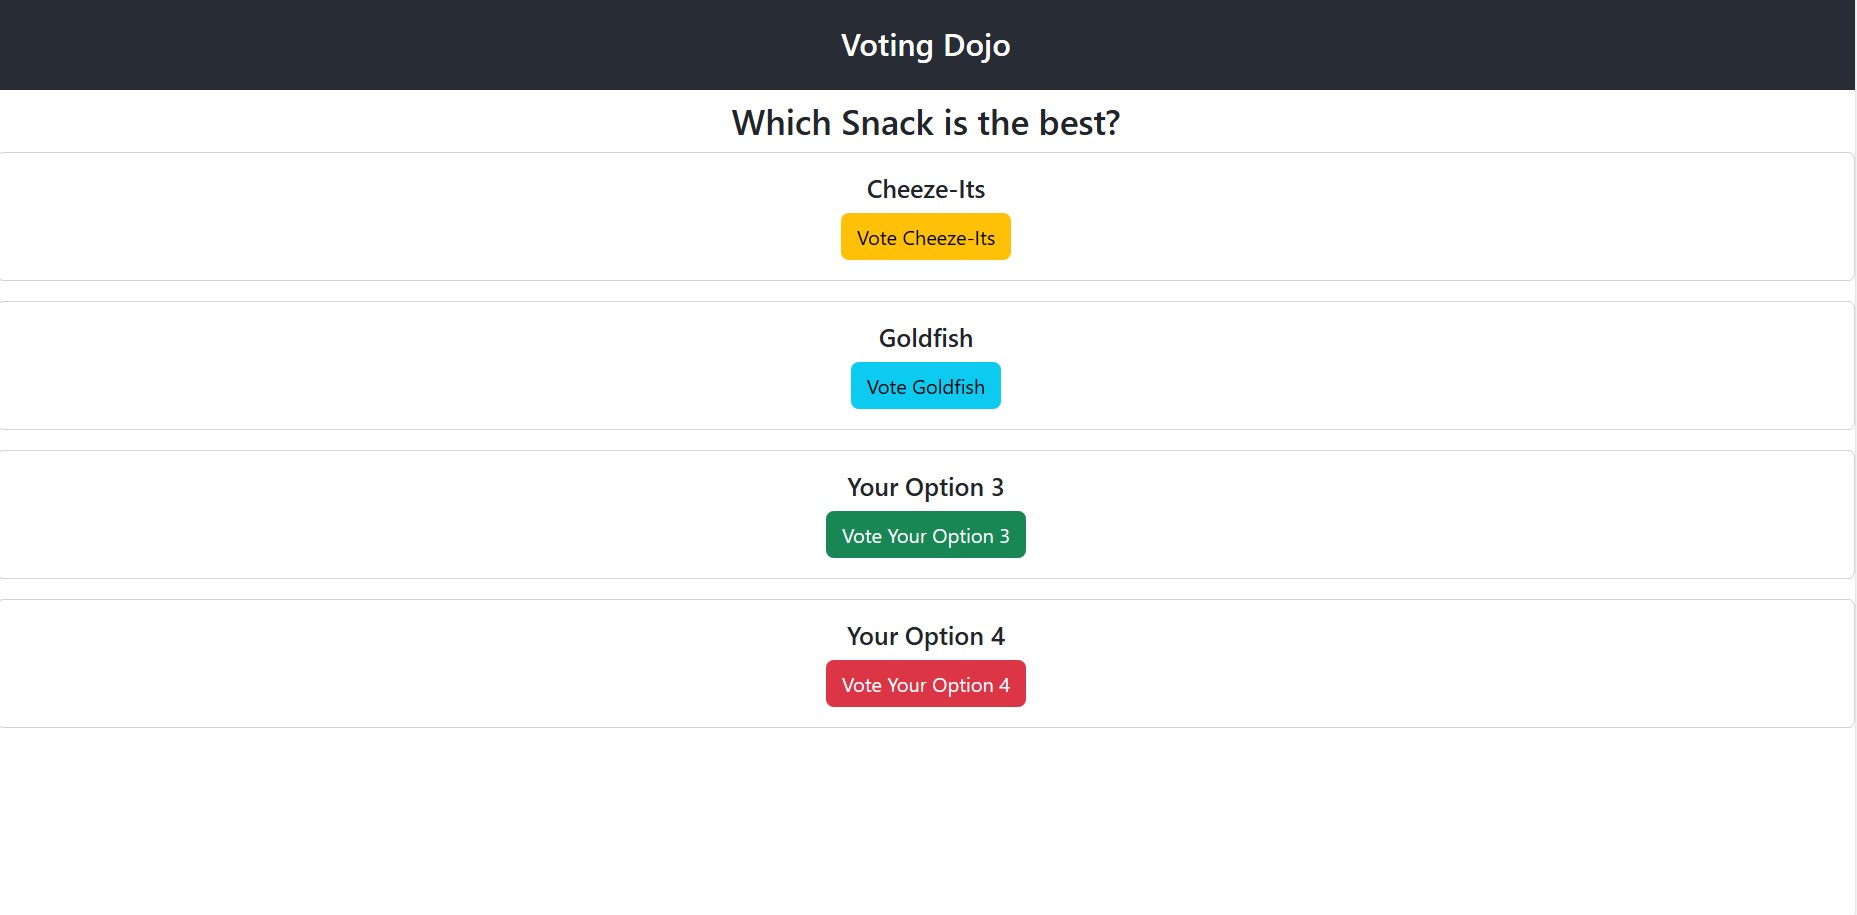 Voting Dojo
Which Snack is the best?
Cheeze-Its
Vote Cheeze-Its
Goldfish
Vote Goldfish
Your Option 3
Vote Your Option 3
Your Option 4
Vote Your Option 4